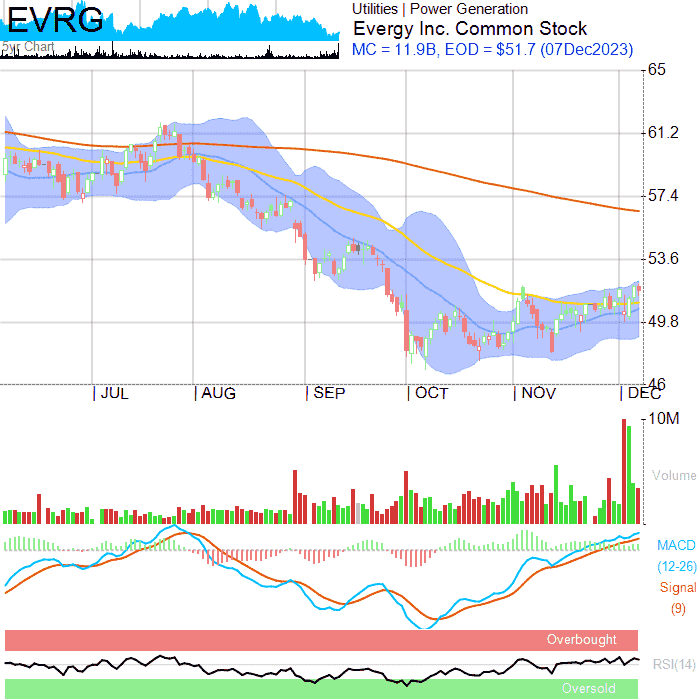 EVRG
5yr Chart
Utilities | Power Generation
Evergy Inc. Common Stock
MC = 11.9B, EOD = $51.7 (07Dec2023)
65
61.2
57.4
53.6
49.8
46
JUL AUG SEP OCT NOV DEC
10M
Volume
MACD
(12-26)
Signal
(9)
Overbought
RSI(14)
Oversold